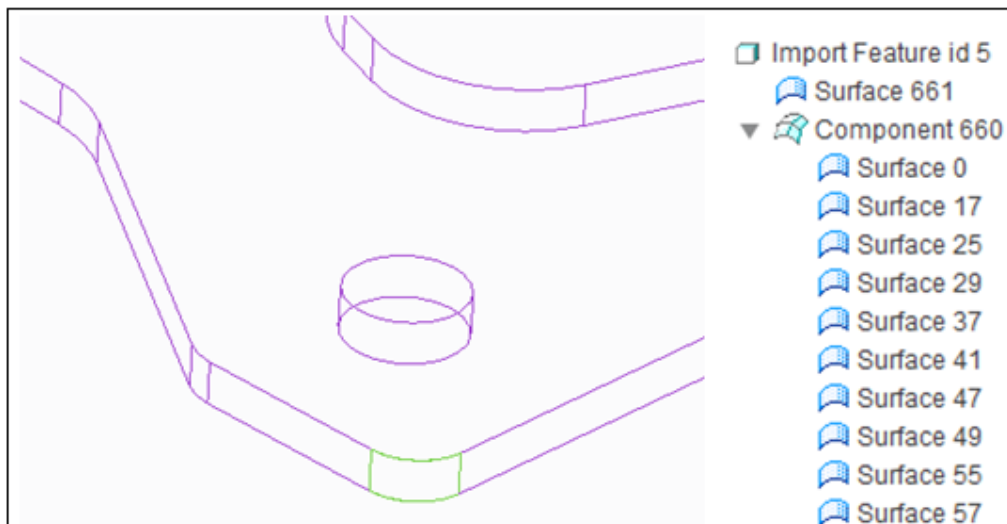 Import Feature id 5
Surface 661
Component 660
Surface 0
Surface 17
Surface 25
Surface 29
Surface 37
Surface 41
Surface 47
Surface 49
Surface 55
Surface 57